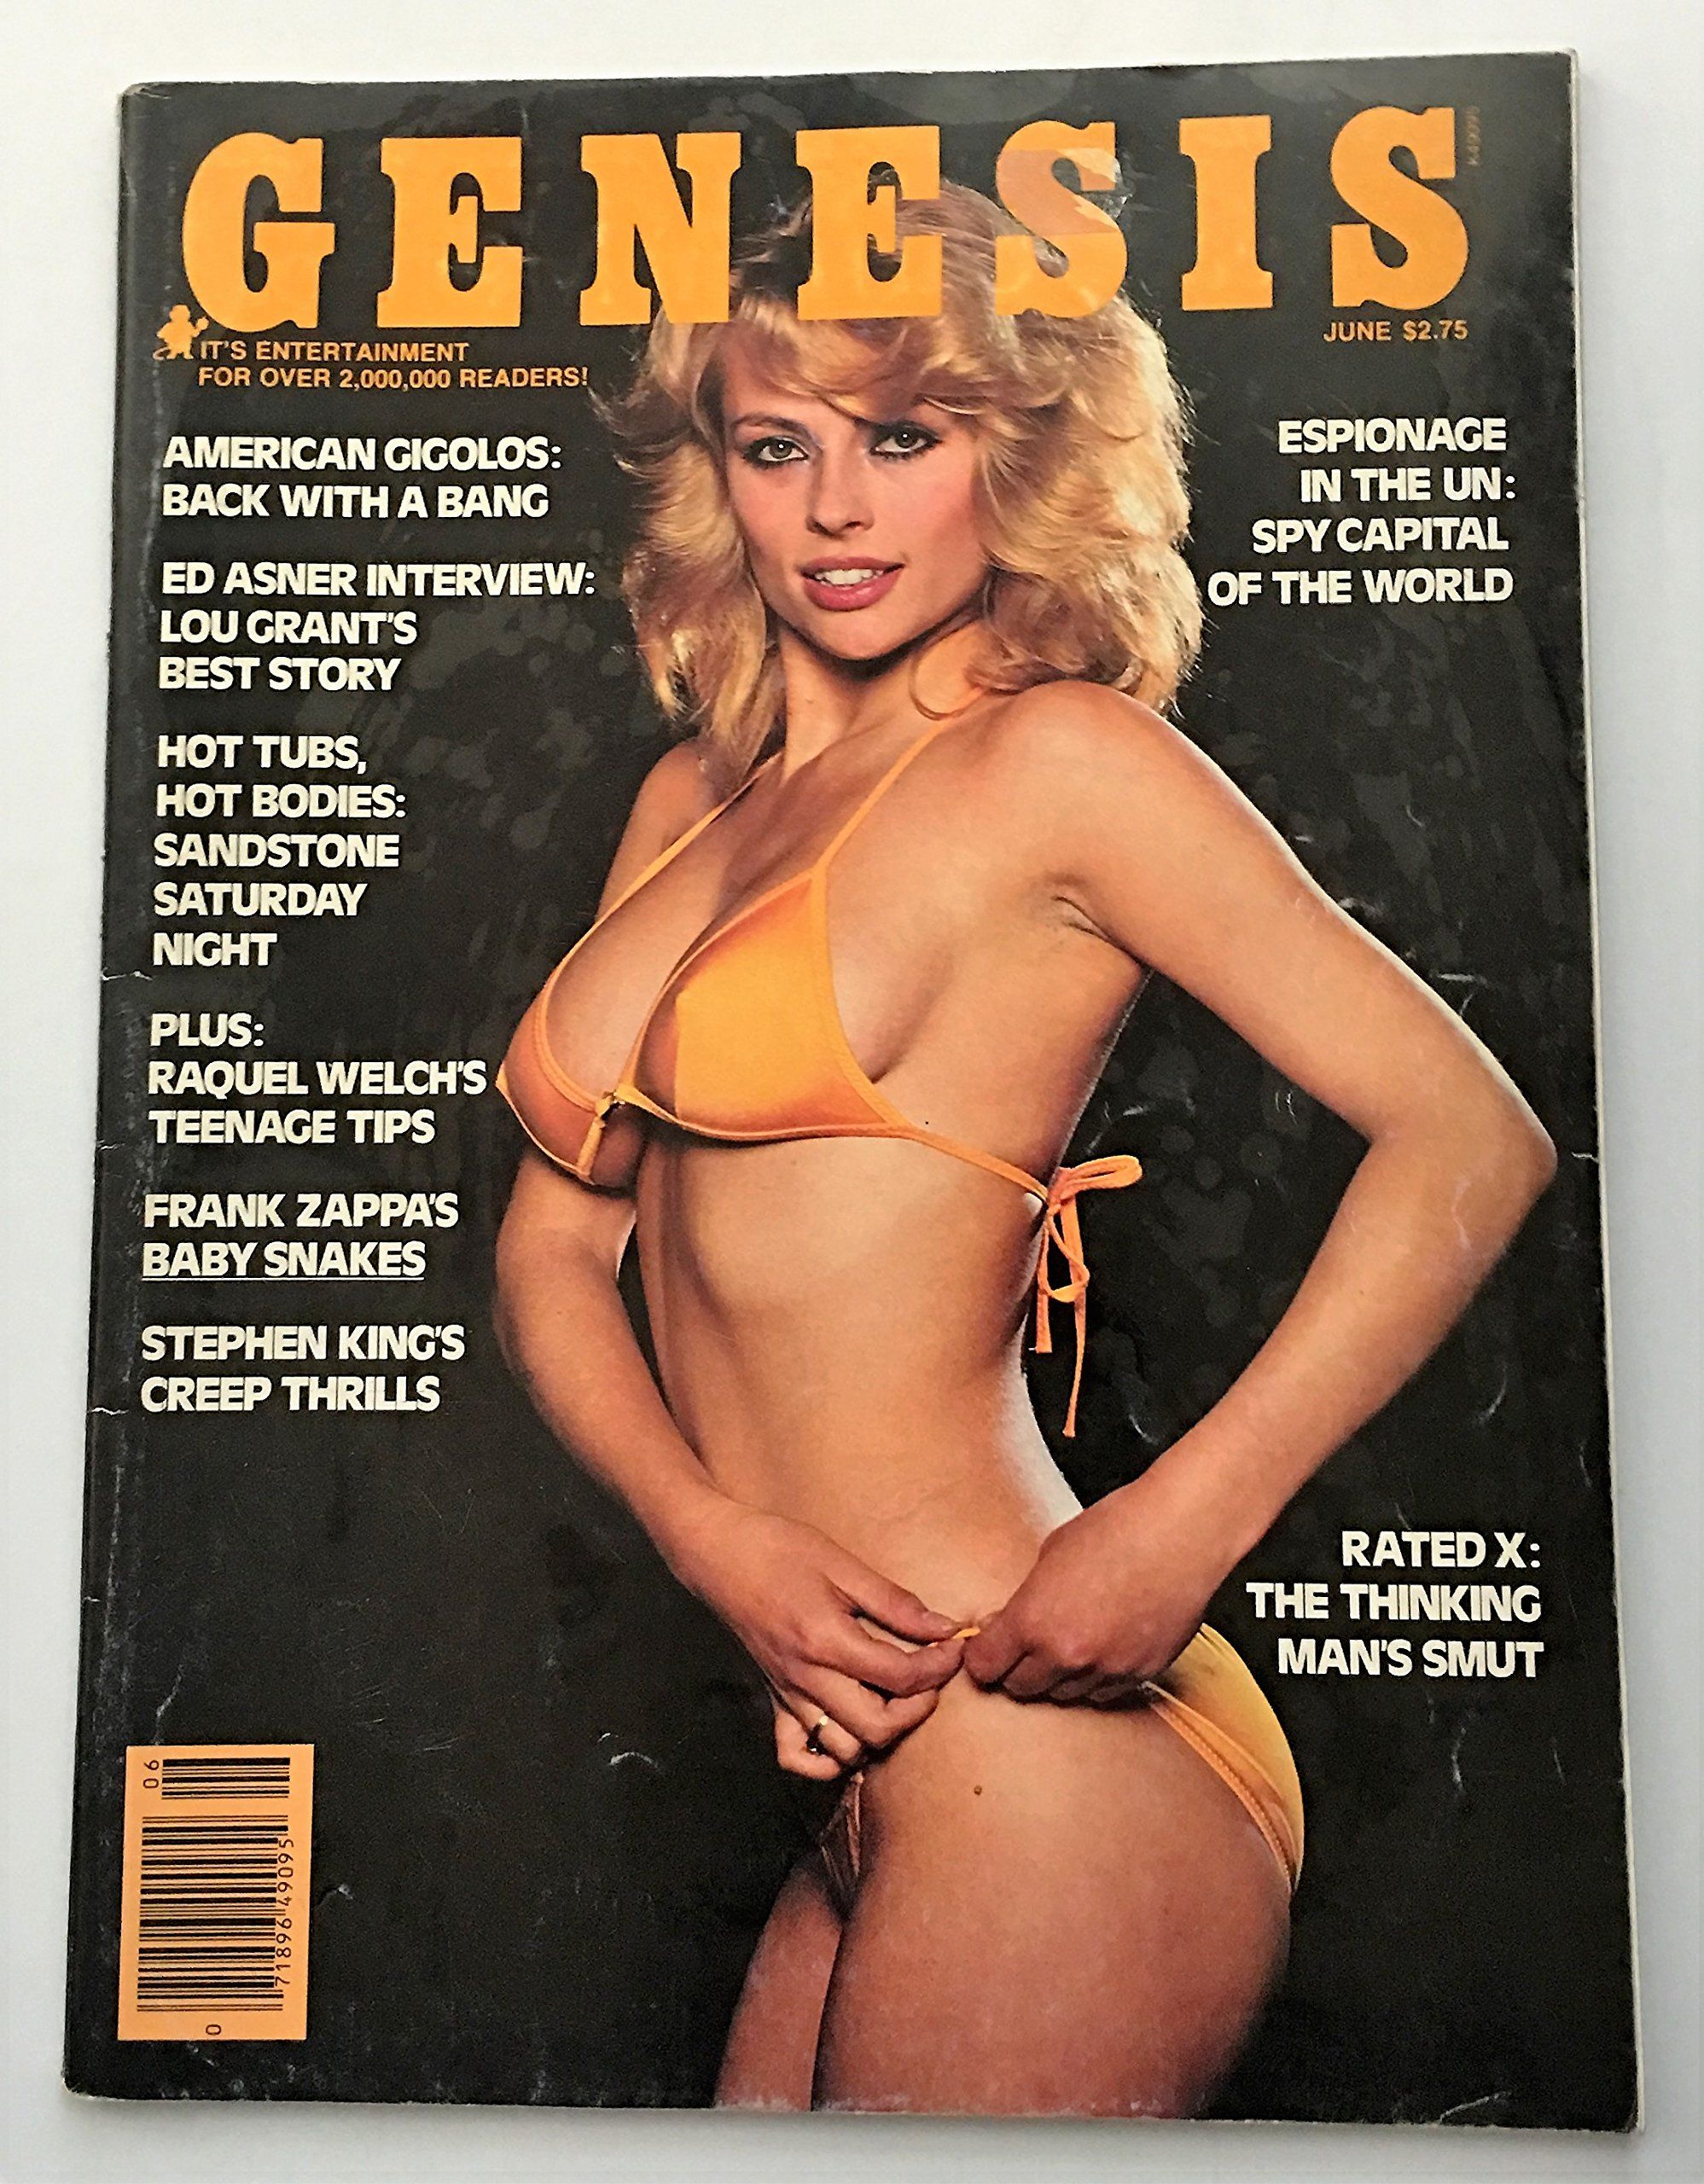 GENESIS
K49095
IT'S ENTERTAINMENT
FOR OVER 2,000,000 READERS!
JUNE $2.75
AMERICAN GIGOLOS:
BACK WITH A BANG
ED ASNER INTERVIEW:
LOU GRANT'S
BEST STORY
HOT TUBS,
HOT BODIES:
SANDSTONE
SATURDAY
NIGHT
PLUS:
RAQUEL WELCH'S
TEENAGE TIPS
FRANK ZAPPA'S
BABY SNAKES
STEPHEN KING'S
CREEP THRILLS
ESPIONAGE
IN THE UN:
SPY CAPITAL
OF THE WORLD
RATED X:
THE THINKING
MAN'S SMUT
06
0 71896 49095